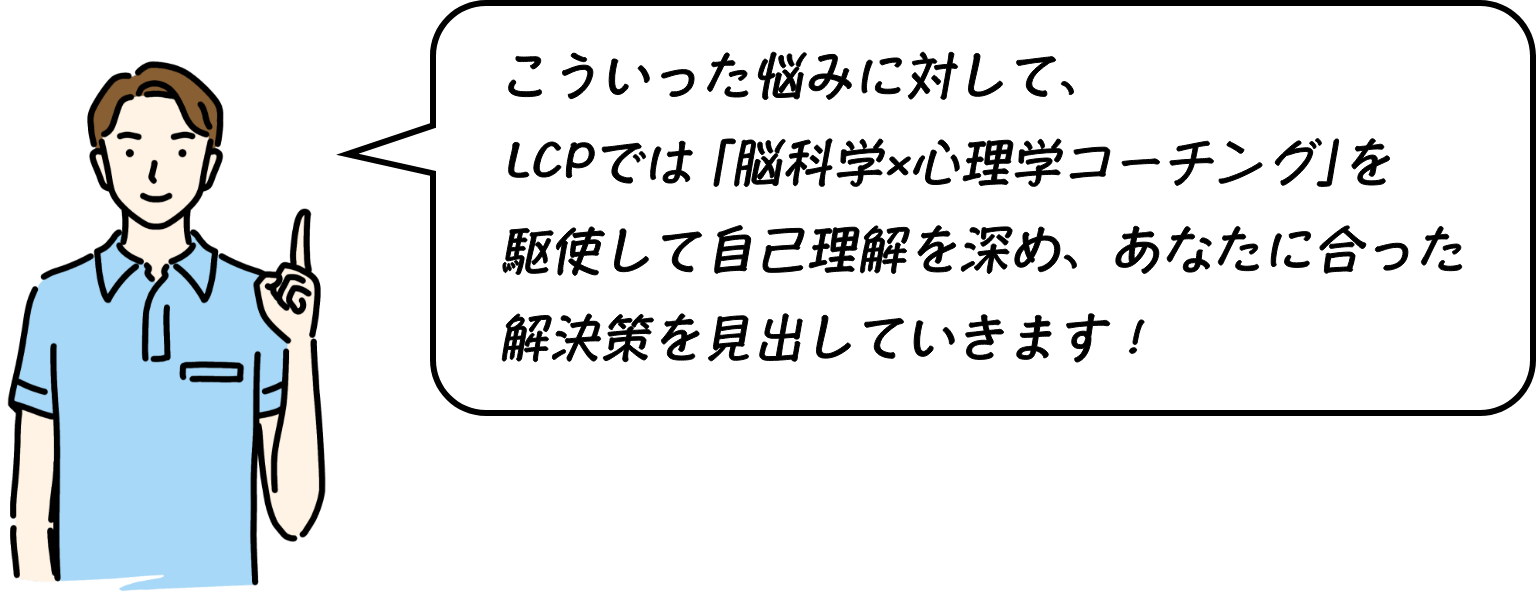 こういった悩みに対して、
LCPでは「脳科学×心理学コーチング」を
駆使して自己理解を深め、あなたに合った
解決策を見出していきます！